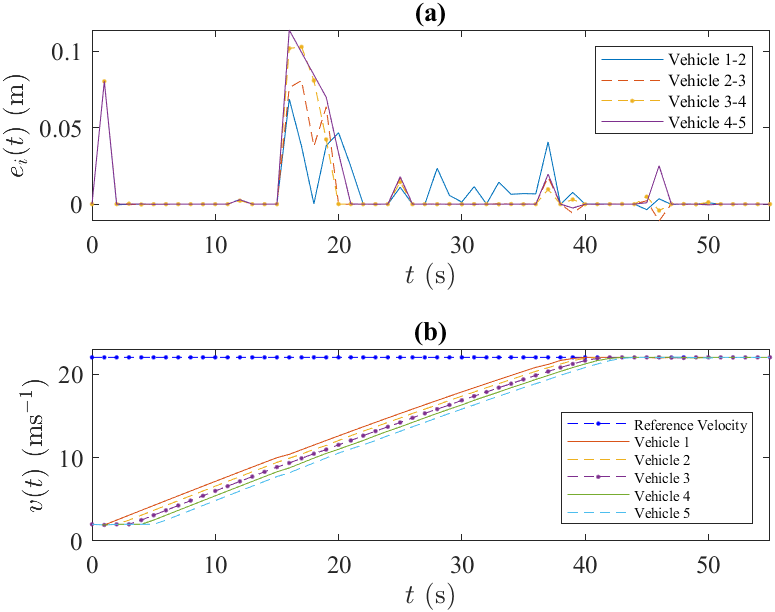 (a)
e_i(t) (m)
0.1
0.05
0
Vehicle 1-2
Vehicle 2-3
Vehicle 3-4
Vehicle 4-5
0 10 20 30 40 50
t (s)
(b)
v(t) (ms⁻¹)
20
10
0
Reference Velocity
Vehicle 1
Vehicle 2
Vehicle 3
Vehicle 4
Vehicle 5
0 10 20 30 40 50
t (s)